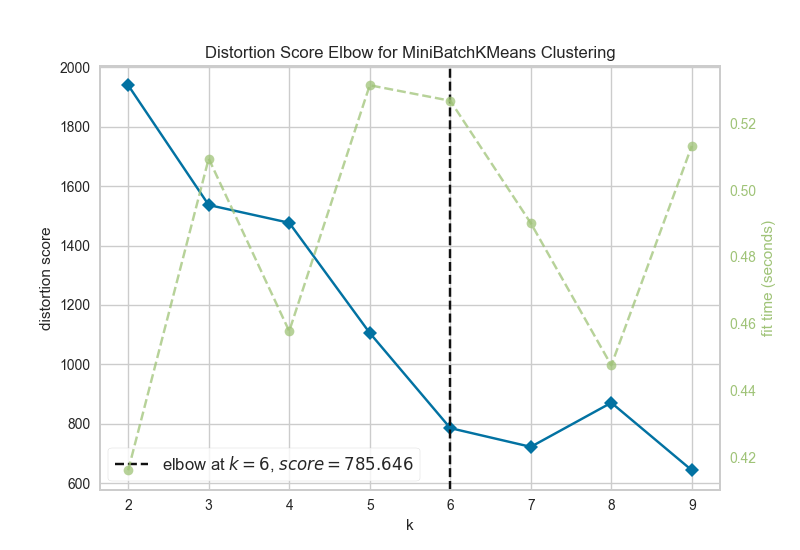 Distortion Score Elbow for MiniBatchKMeans Clustering
2000
1800
1600
1400
1200
1000
800
600
distortion score
0.52
0.50
0.48
0.46
0.44
0.42
fit time (seconds)
elbow at k = 6, score = 785.646
2 3 4 5 6 7 8 9
k